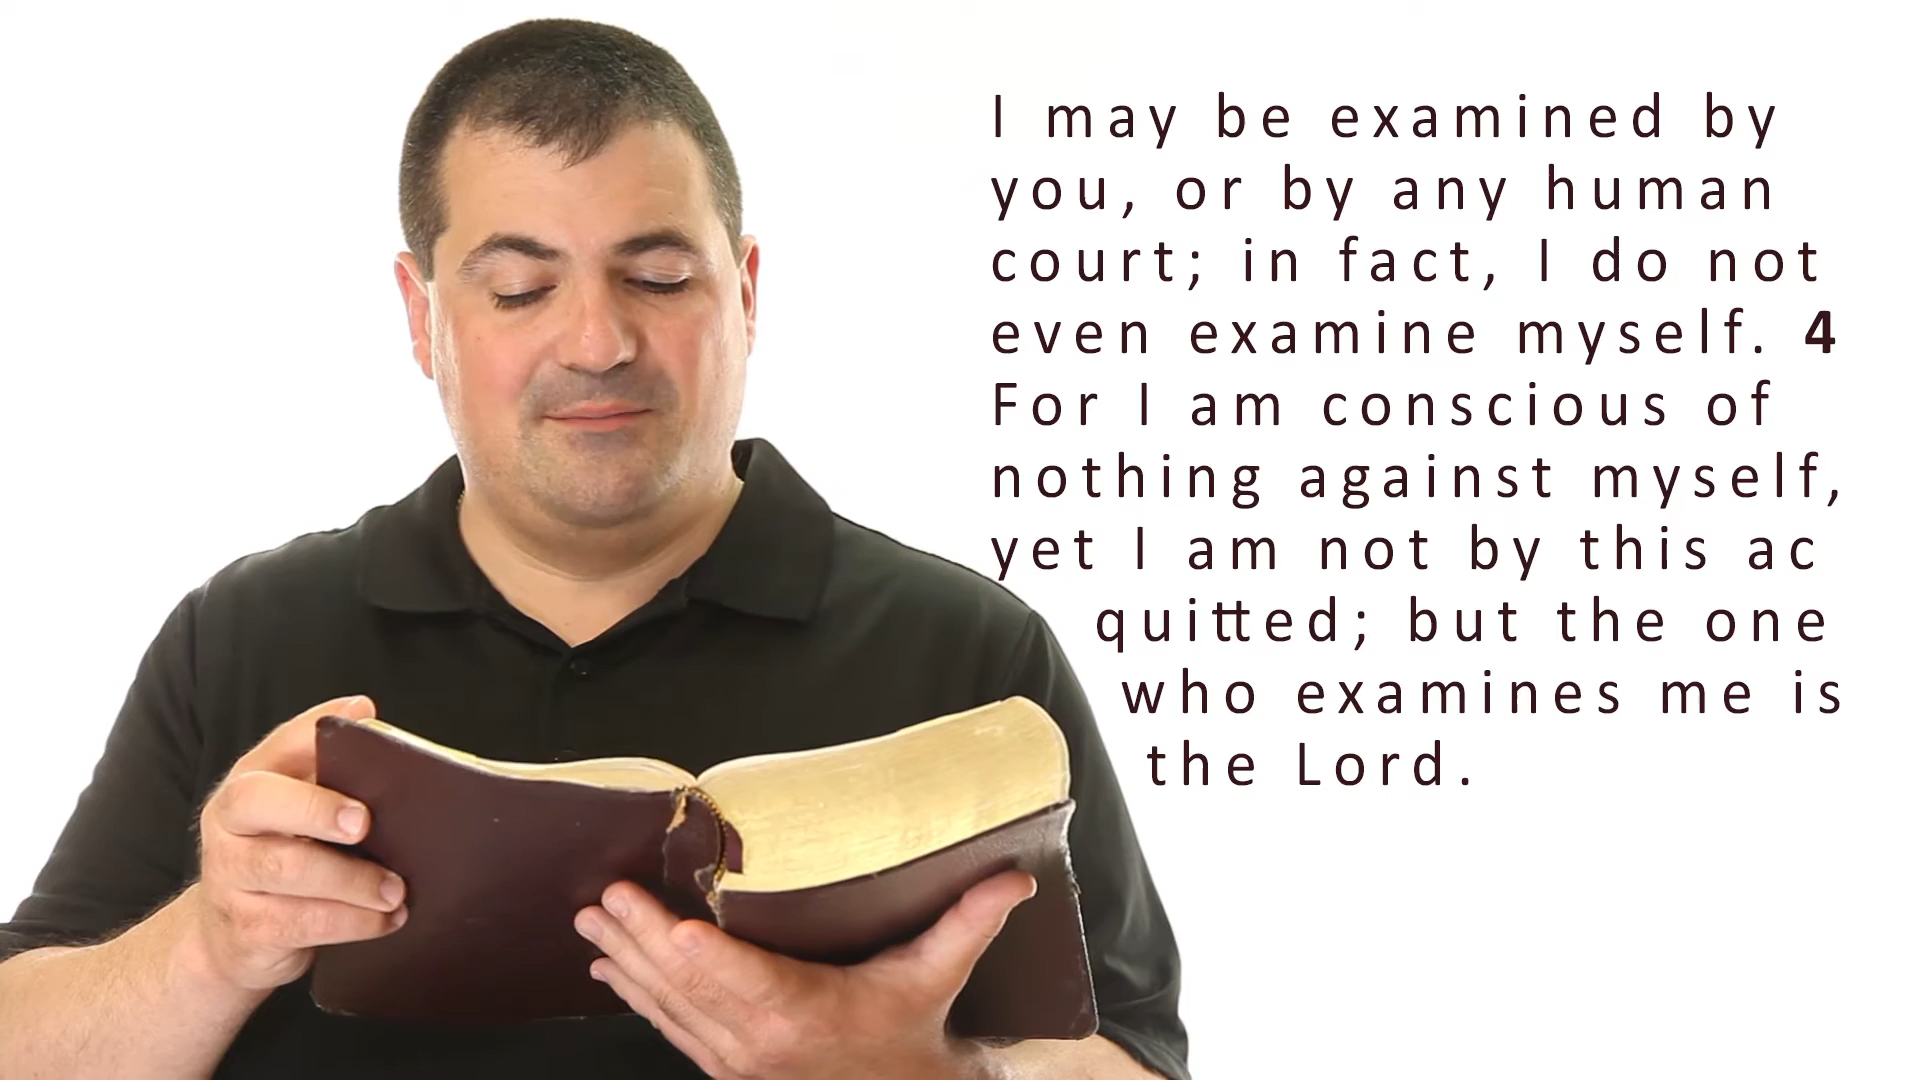 I may be examined by
you, or by any human
court; in fact, I do not
even examine myself. 4
For I am conscious of
nothing against myself,
yet I am not by this ac
quitted; but the one
who examines me is
the Lord.